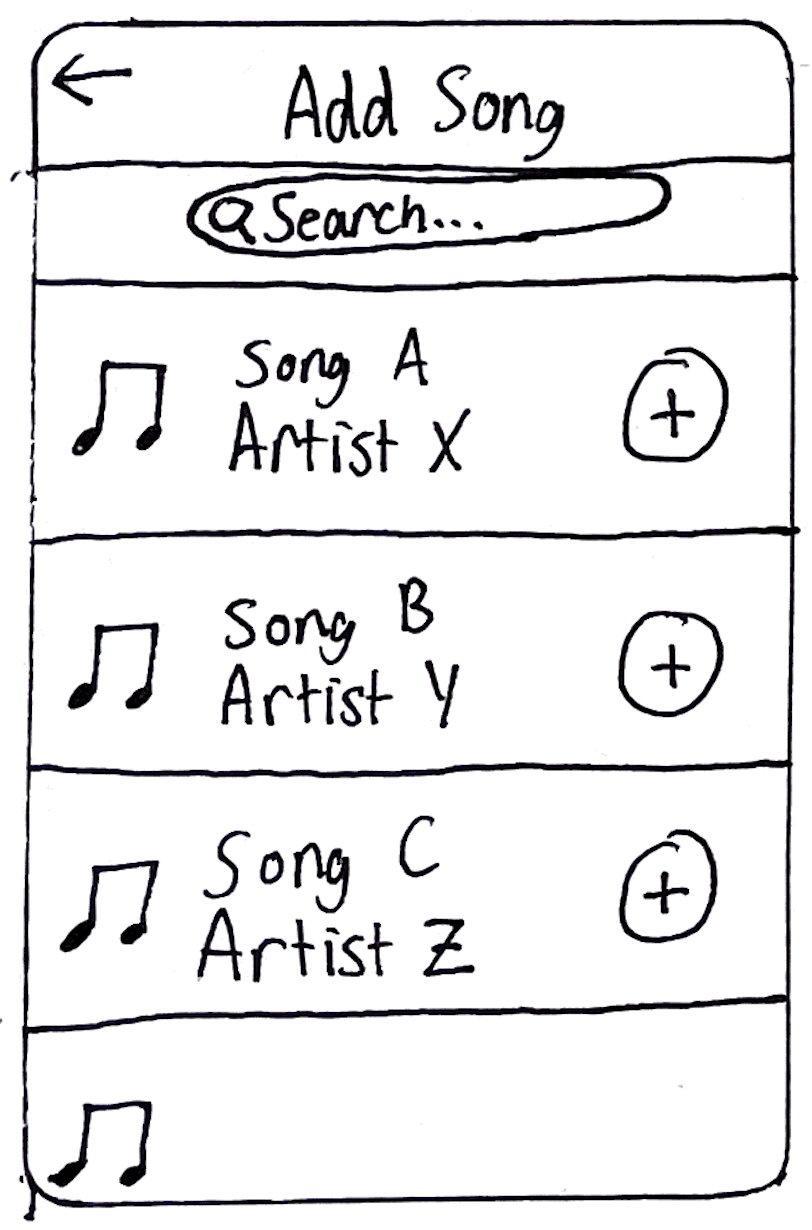 Add Song
Search...
Song A
Artist X
+
Song B
Artist Y
+
Song C
Artist Z
+